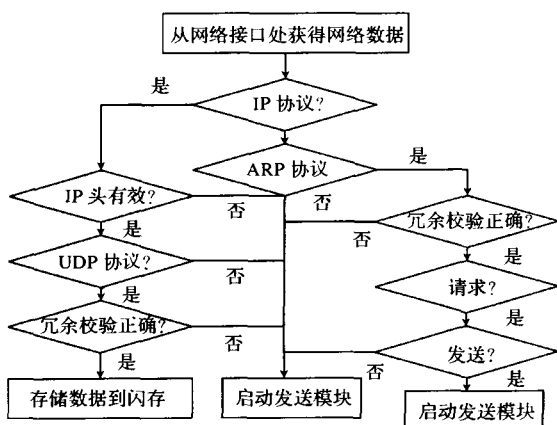 从网络接口处获得网络数据
是
IP 协议?
ARP 协议
是
IP 头有效?
否
否
冗余校验正确?
是
否
UDP 协议?
否
是
请求?
是
是
冗余校验正确?
否
发送?
是
否
是
存储数据到闪存
启动发送模块
启动发送模块